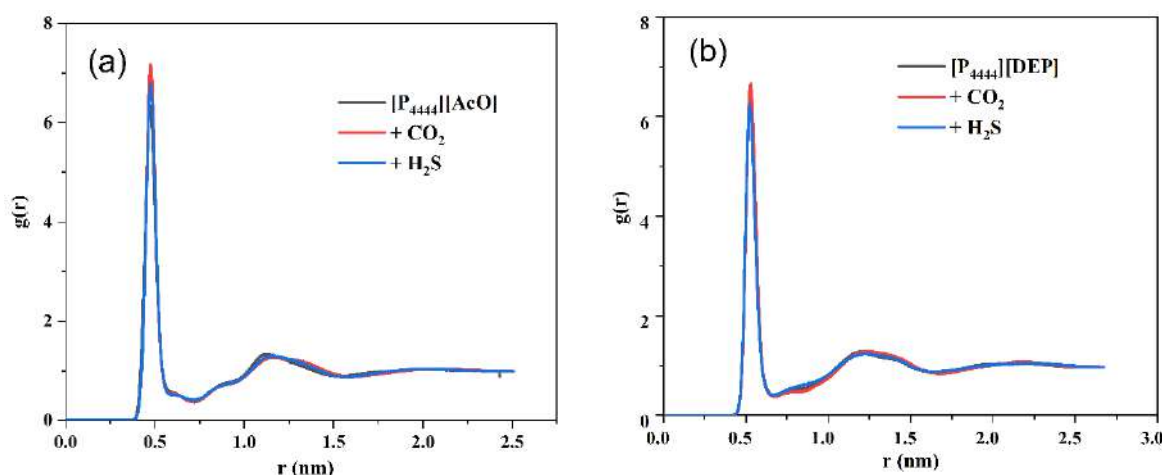 (a)
[P4444][AcO]
+ CO2
+ H2S
g(r)
8
6
4
2
0
0.0 0.5 1.0 1.5 2.0 2.5
r (nm)
(b)
[P4444][DEP]
+ CO2
+ H2S
g(r)
8
6
4
2
0
0.0 0.5 1.0 1.5 2.0 2.5 3.0
r (nm)